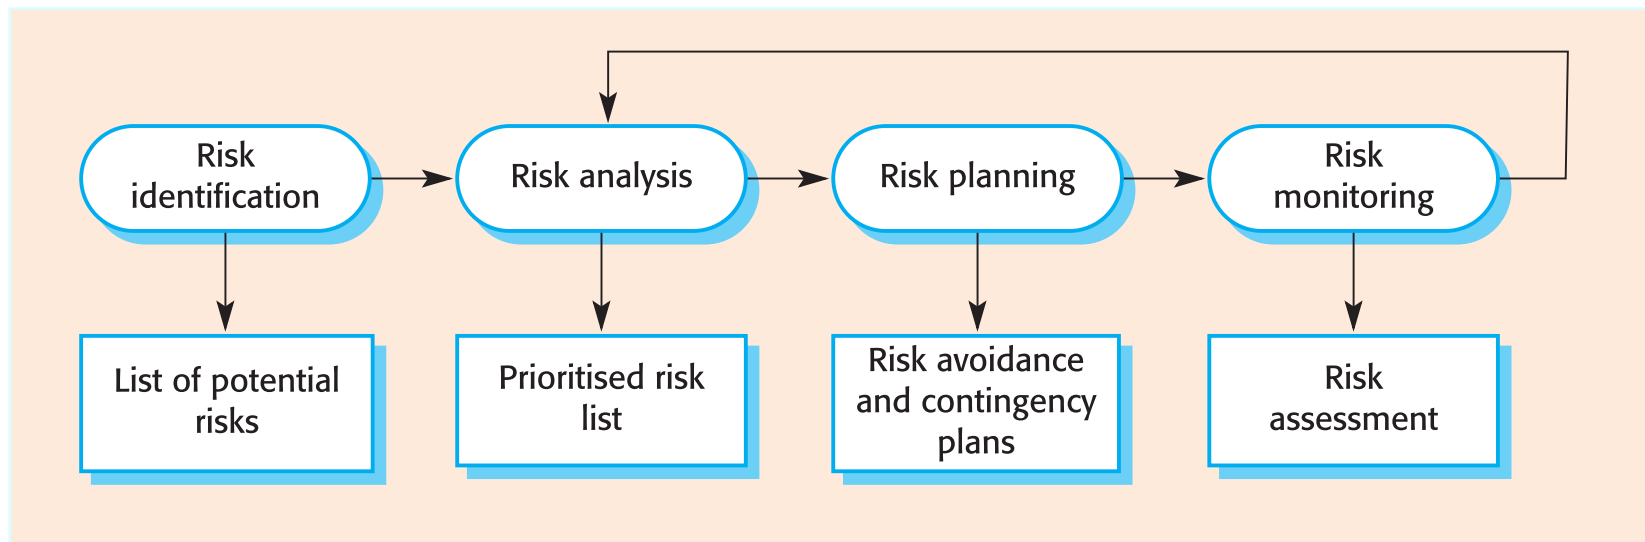 Risk
identification
Risk analysis
Risk planning
Risk
monitoring
List of potential
risks
Prioritised risk
list
Risk avoidance
and contingency
plans
Risk
assessment